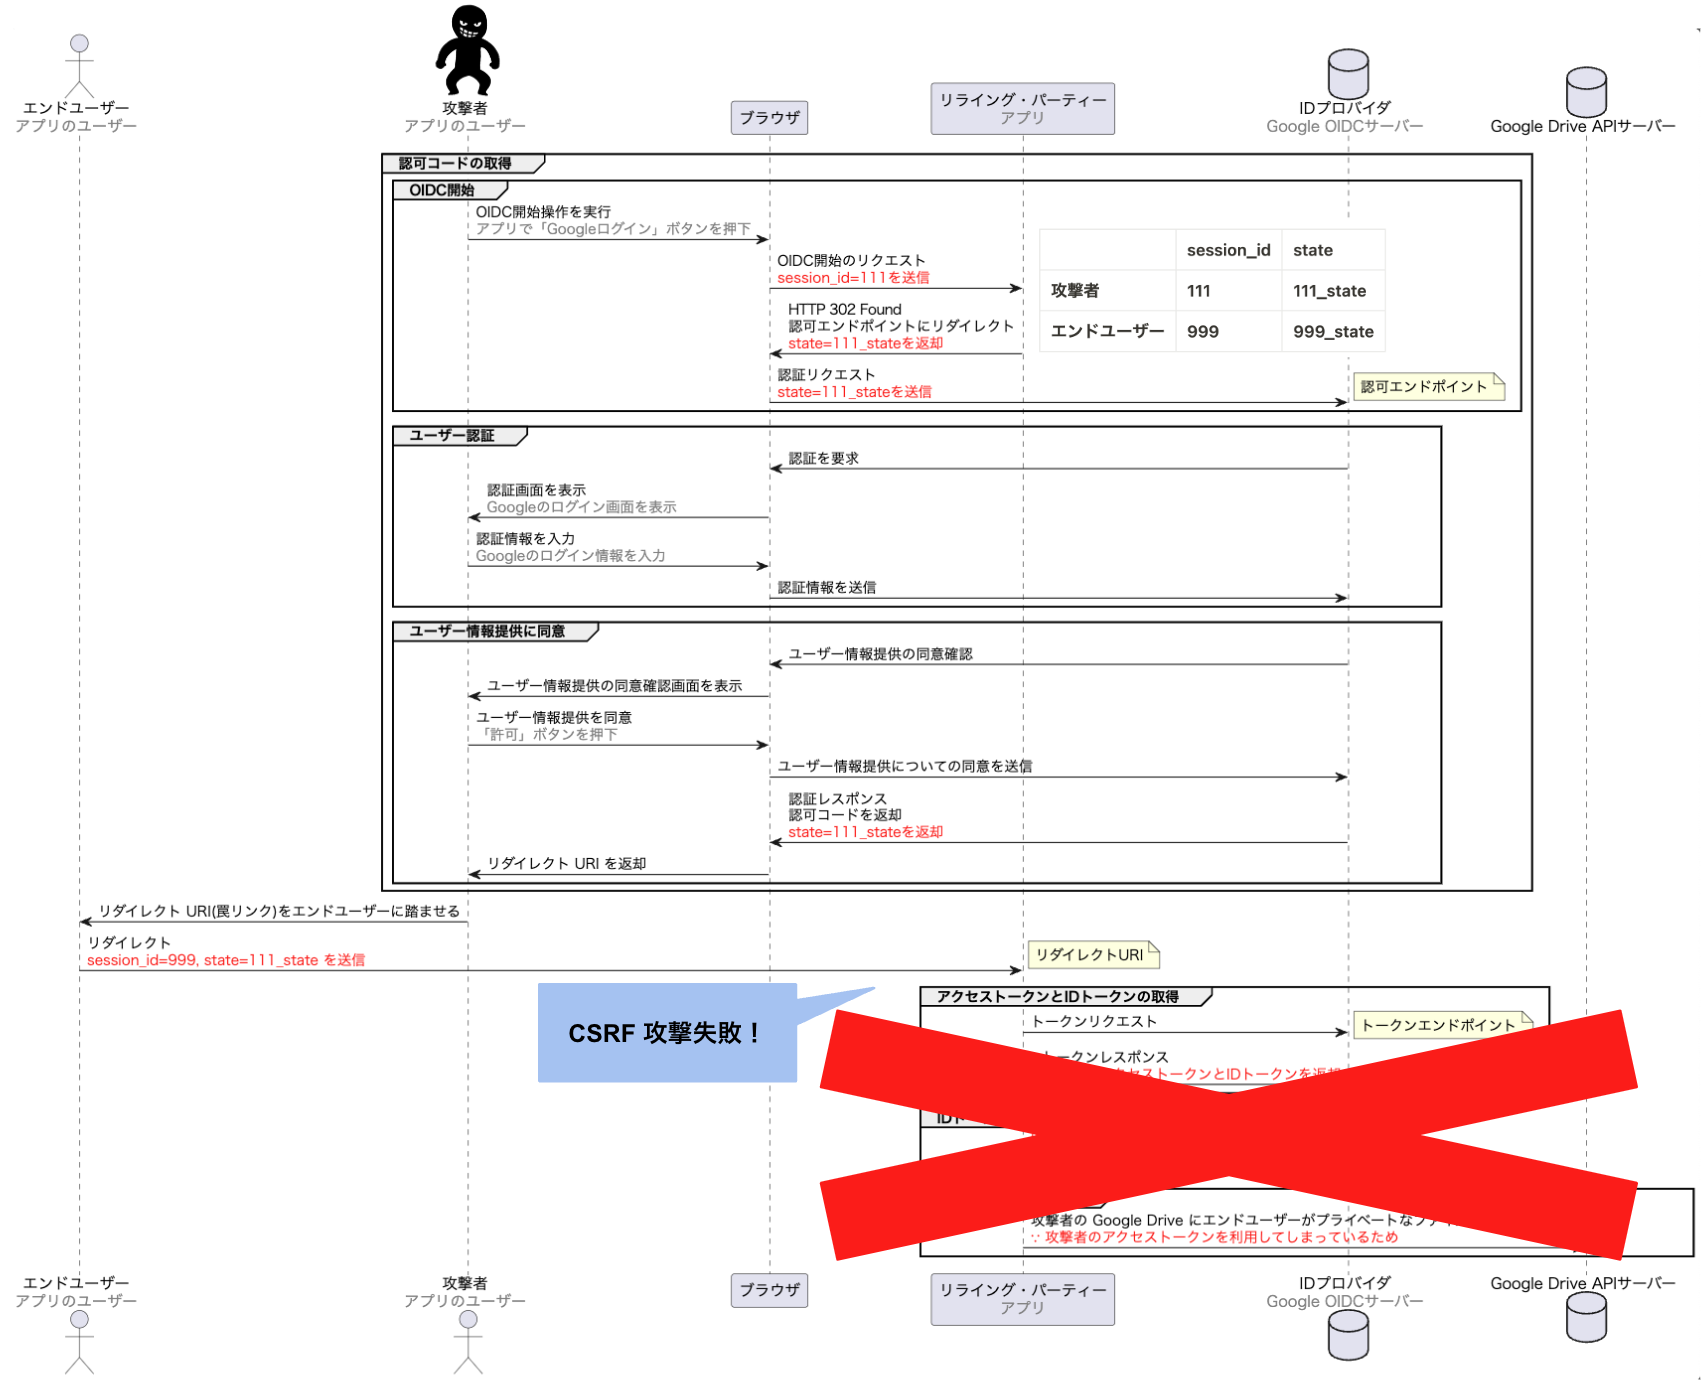 エンドユーザー
アプリのユーザー
攻撃者
アプリのユーザー
ブラウザ
リライング・パーティー
アプリ
IDプロバイダ
Google OIDCサーバー
Google Drive APIサーバー
認可コードの取得
OIDC開始
OIDC開始操作を実行
アプリで「Googleログイン」ボタンを押下
OIDC開始のリクエスト
session_id=111を送信
HTTP 302 Found
認可エンドポイントにリダイレクト
state=111_stateを返却
session_id state
攻撃者 111 111_state
エンドユーザー 999 999_state
認証リクエスト
state=111_stateを送信
認可エンドポイント
ユーザー認証
認証を要求
認証画面を表示
Googleのログイン画面を表示
認証情報を入力
Googleのログイン情報を入力
認証情報を送信
ユーザー情報提供に同意
ユーザー情報提供の同意確認
ユーザー情報提供の同意確認画面を表示
ユーザー情報提供を同意
「許可」ボタンを押下
ユーザー情報提供についての同意を送信
認証レスポンス
認可コードを返却
state=111_stateを返却
リダイレクト URI を返却
リダイレクト URI(罠リンク)をエンドユーザーに踏ませる
リダイレクト
session_id=999, state=111_state を送信
リダイレクトURI
CSRF 攻撃失敗！
アクセストークンとIDトークンの取得
トークンリクエスト
トークンエンドポイント
トークンレスポンス
セストークンとIDトークンを返却
攻撃者の Google Drive にエンドユーザーがプライベートな
∵ 攻撃者のアクセストークンを利用してしまっているため
エンドユーザー
アプリのユーザー
攻撃者
アプリのユーザー
ブラウザ
リライング・パーティー
アプリ
IDプロバイダ
Google OIDCサーバー
Google Drive APIサーバー